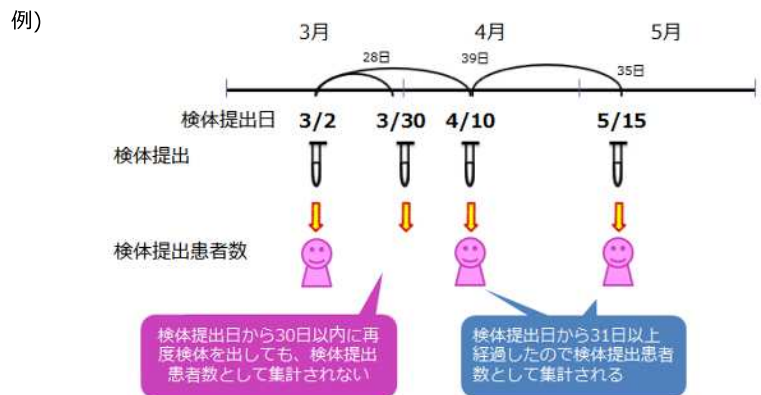 例)
3月 4月 5月
28日 39日 35日
検体提出日 3/2 3/30 4/10 5/15
検体提出
検体提出患者数
検体提出日から30日以内に再
度検体を出しても、検体提出
患者数として集計されない
検体提出日から31日以上
経過したので検体提出患者
数として集計される